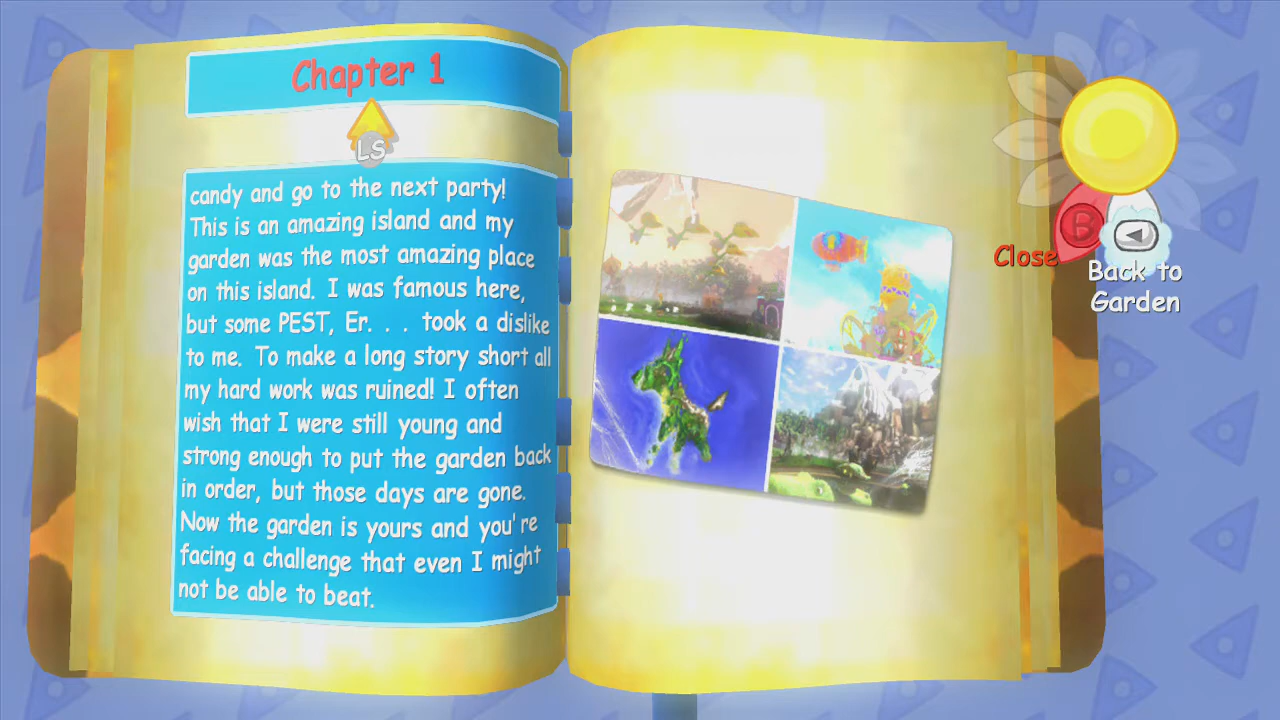 Chapter 1
LS
candy and go to the next party!
This is an amazing island and my
garden was the most amazing place
on this island. I was famous here,
but some PEST, Er. . . took a dislike
to me. To make a long story short all
my hard work was ruined! I often
wish that I were still young and
strong enough to put the garden back
in order, but those days are gone.
Now the garden is yours and you're
facing a challenge that even I might
not be able to beat.
B
Close
Back to
Garden